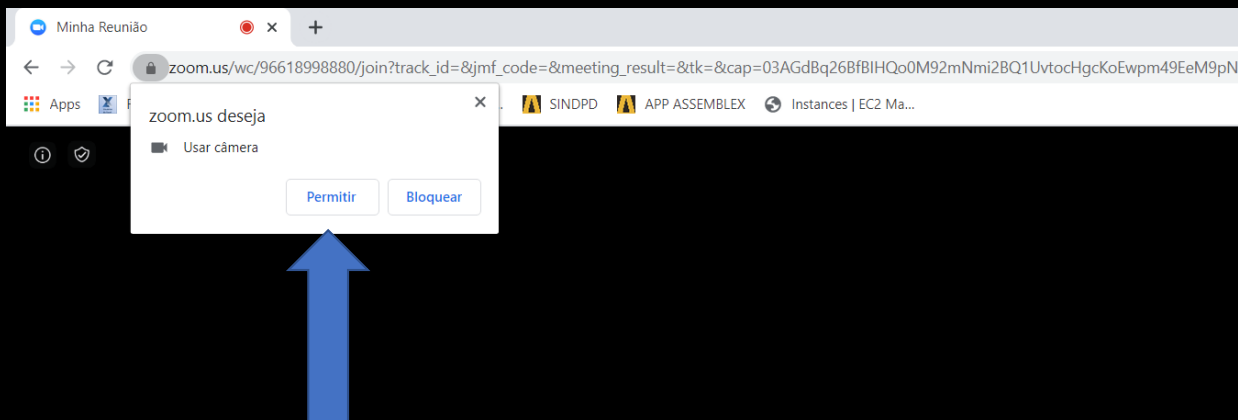 Minha Reunião
zoom.us/wc/96618998880/join?track_id=&jmf_code=&meeting_result=&tk=&cap=03AGdBq26BfBIHQo0M92mNmi2BQ1UvtocHgcKoEwpm49EeM9pN
Apps SINDPD APP ASSEMBLEX Instances | EC2 Ma...
zoom.us deseja
Usar câmera
Permitir Bloquear